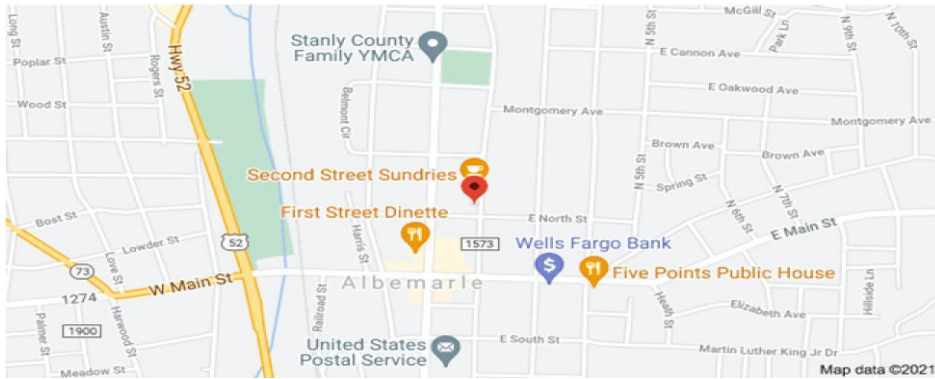 McGill St
Park Ln
N 9th St
N 10th St
N 5th St
Long St
Austin St
Hwy 52
Stanly County
Family YMCA
E Cannon Ave
Poplar St
Rogers St
E Oakwood Ave
Wood St
Belmont Cir
Montgomery Ave
Montgomery Ave
Brown Ave
Brown Ave
N 5th St
Second Street Sundries
Spring St
N 6th St
N 7th St
First Street Dinette
E North St
E Main St
Bost St
Lowder St
Harris St
52
1573
Wells Fargo Bank
73
Love St
W Main St
$
Five Points Public House
1274
Albemarle
Hillside Ln
Railroad St
Heath St
Elizabeth Ave
1900
Palmer St
Harwood St
United States
Postal Service
E South St
Martin Luther King Jr Dr
Meadow St
Map data ©2021